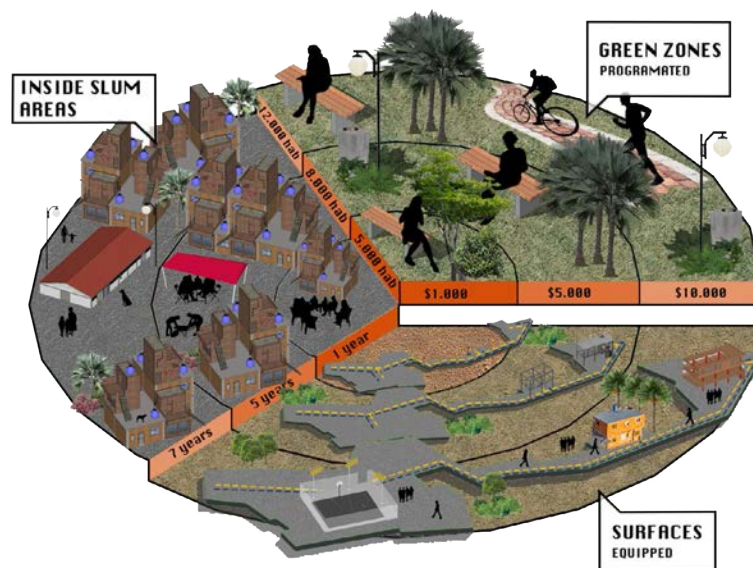 GREEN ZONES
PROGRAMATED
INSIDE SLUM
AREAS
12.000 hab
8.000 hab
5.000 hab
$1.000
$5.000
$10.000
1 year
5 years
7 years
SURFACES
EQUIPPED